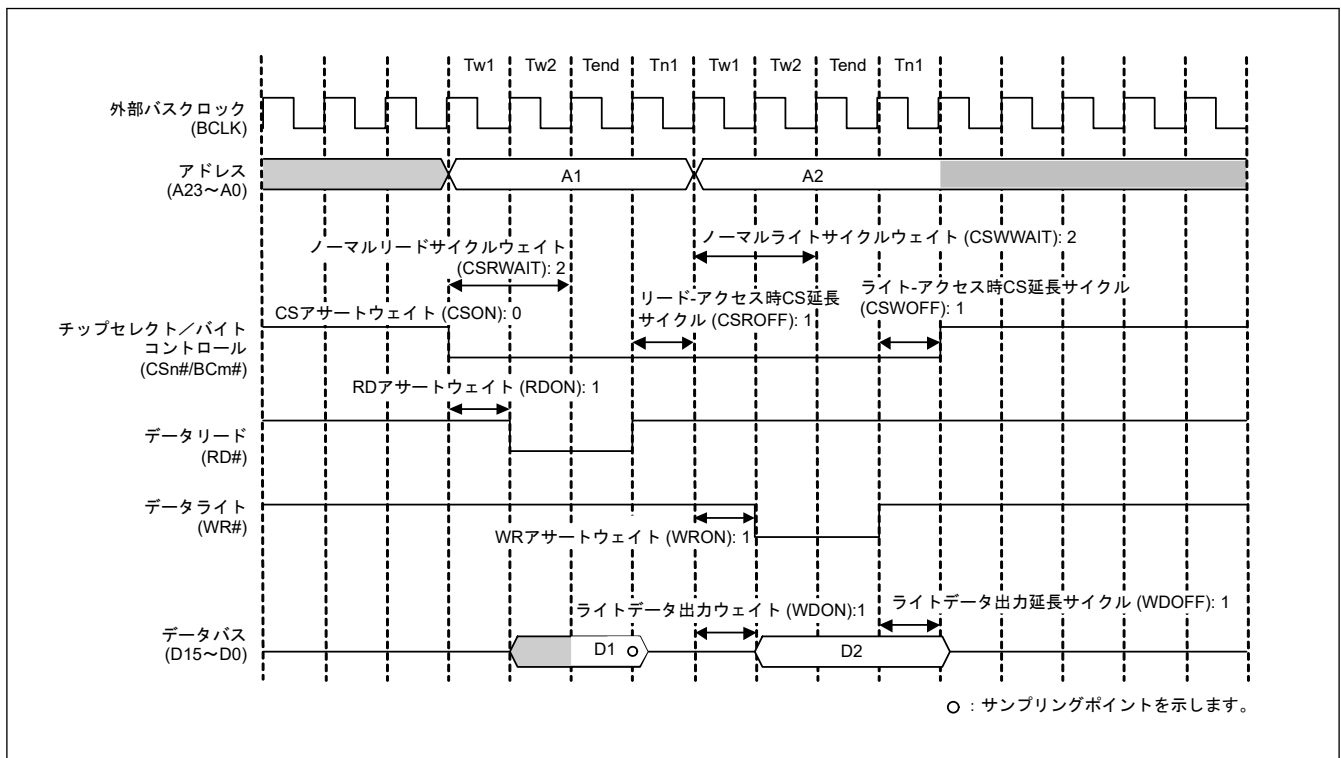 Tw1 Tw2 Tend Tn1 Tw1 Tw2 Tend Tn1
外部バスクロック
(BCLK)
アドレス
(A23～A0)
A1
A2
ノーマルリードサイクルウェイト
(CSRWAIT): 2
ノーマルライトサイクルウェイト (CSWWAIT): 2
リード-アクセス時CS延長
サイクル (CSROFF): 1
ライト-アクセス時CS延長サイクル
(CSWOFF): 1
CSアサートウェイト (CSON): 0
チップセレクト／バイト
コントロール
(CSn#/BCm#)
RDアサートウェイト (RDON): 1
データリード
(RD#)
データライト
(WR#)
WRアサートウェイト (WRON): 1
ライトデータ出力ウェイト (WDON):1
ライトデータ出力延長サイクル (WDOFF): 1
データバス
(D15～D0)
D1
D2
○ : サンプリングポイントを示します。